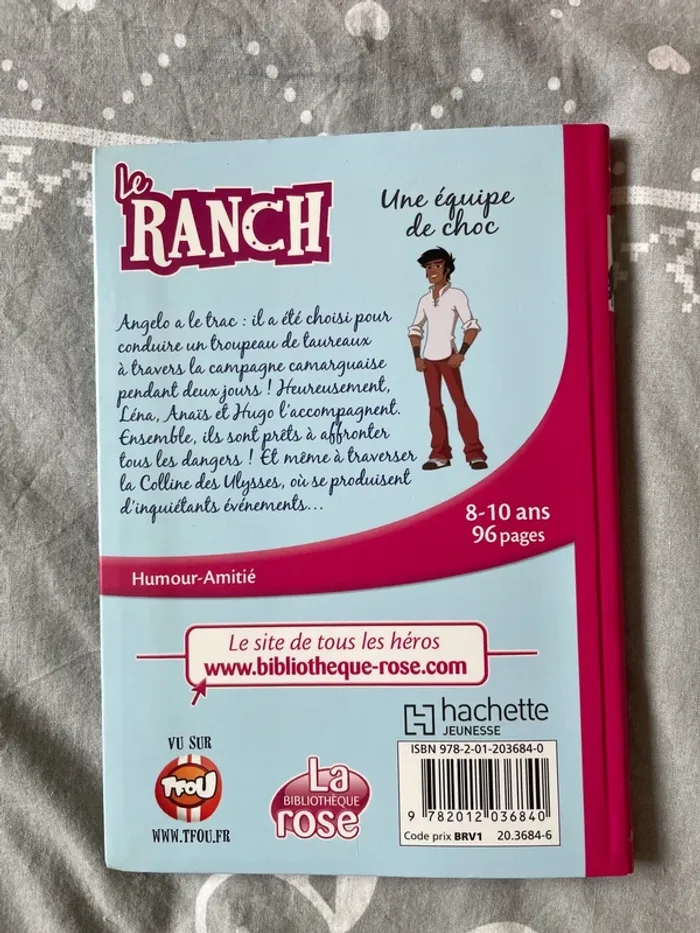 Le
RANCH
Une équipe
de choc
Angelo a le trac : il a été choisi pour
conduire un troupeau de taureaux
à travers la campagne camarguaise
pendant deux jours ! Heureusement,
Léna, Anaïs et Hugo l'accompagnent.
Ensemble, ils sont prêts à affronter
tous les dangers ! Et même à traverser
la Colline des Ulysses, où se produisent
d'inquiétants événements...
8-10 ans
96 pages
Humour-Amitié
Le site de tous les héros
www.bibliotheque-rose.com
hachette
JEUNESSE
VU SUR
TFOU
WWW.TFOU.FR
La
BIBLIOTHÈQUE
rose
ISBN 978-2-01-203684-0
9 782012 036840
Code prix BRV1 20.3684-6